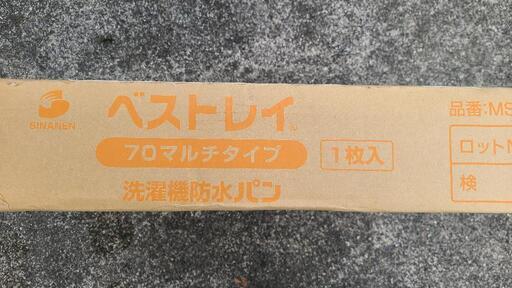 SINANEN
ベストレイ
70マルチタイプ
1枚入
洗濯機防水パン
品番:MS
ロットN
検